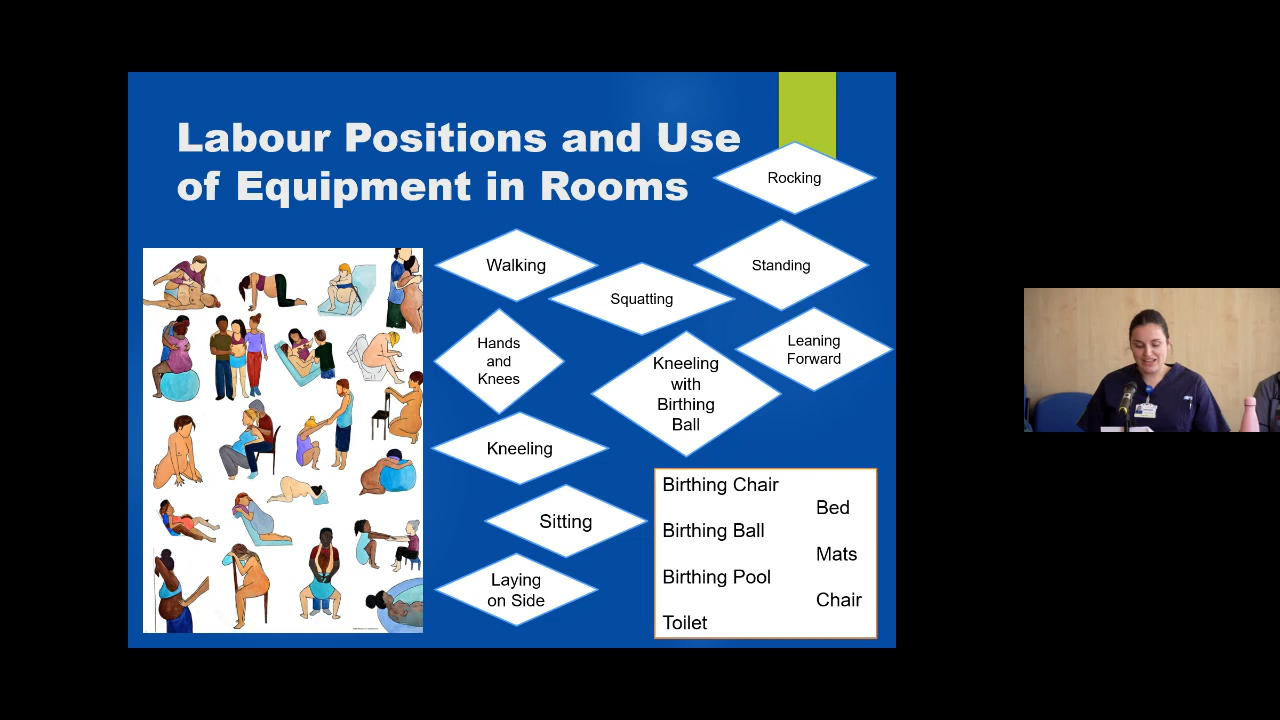 Labour Positions and Use
of Equipment in Rooms
Rocking
Walking
Standing
Squatting
Hands
and
Knees
Leaning
Forward
Kneeling
with
Birthing
Ball
Kneeling
Sitting
Laying
on Side
Birthing Chair
Bed
Birthing Ball
Mats
Birthing Pool
Chair
Toilet